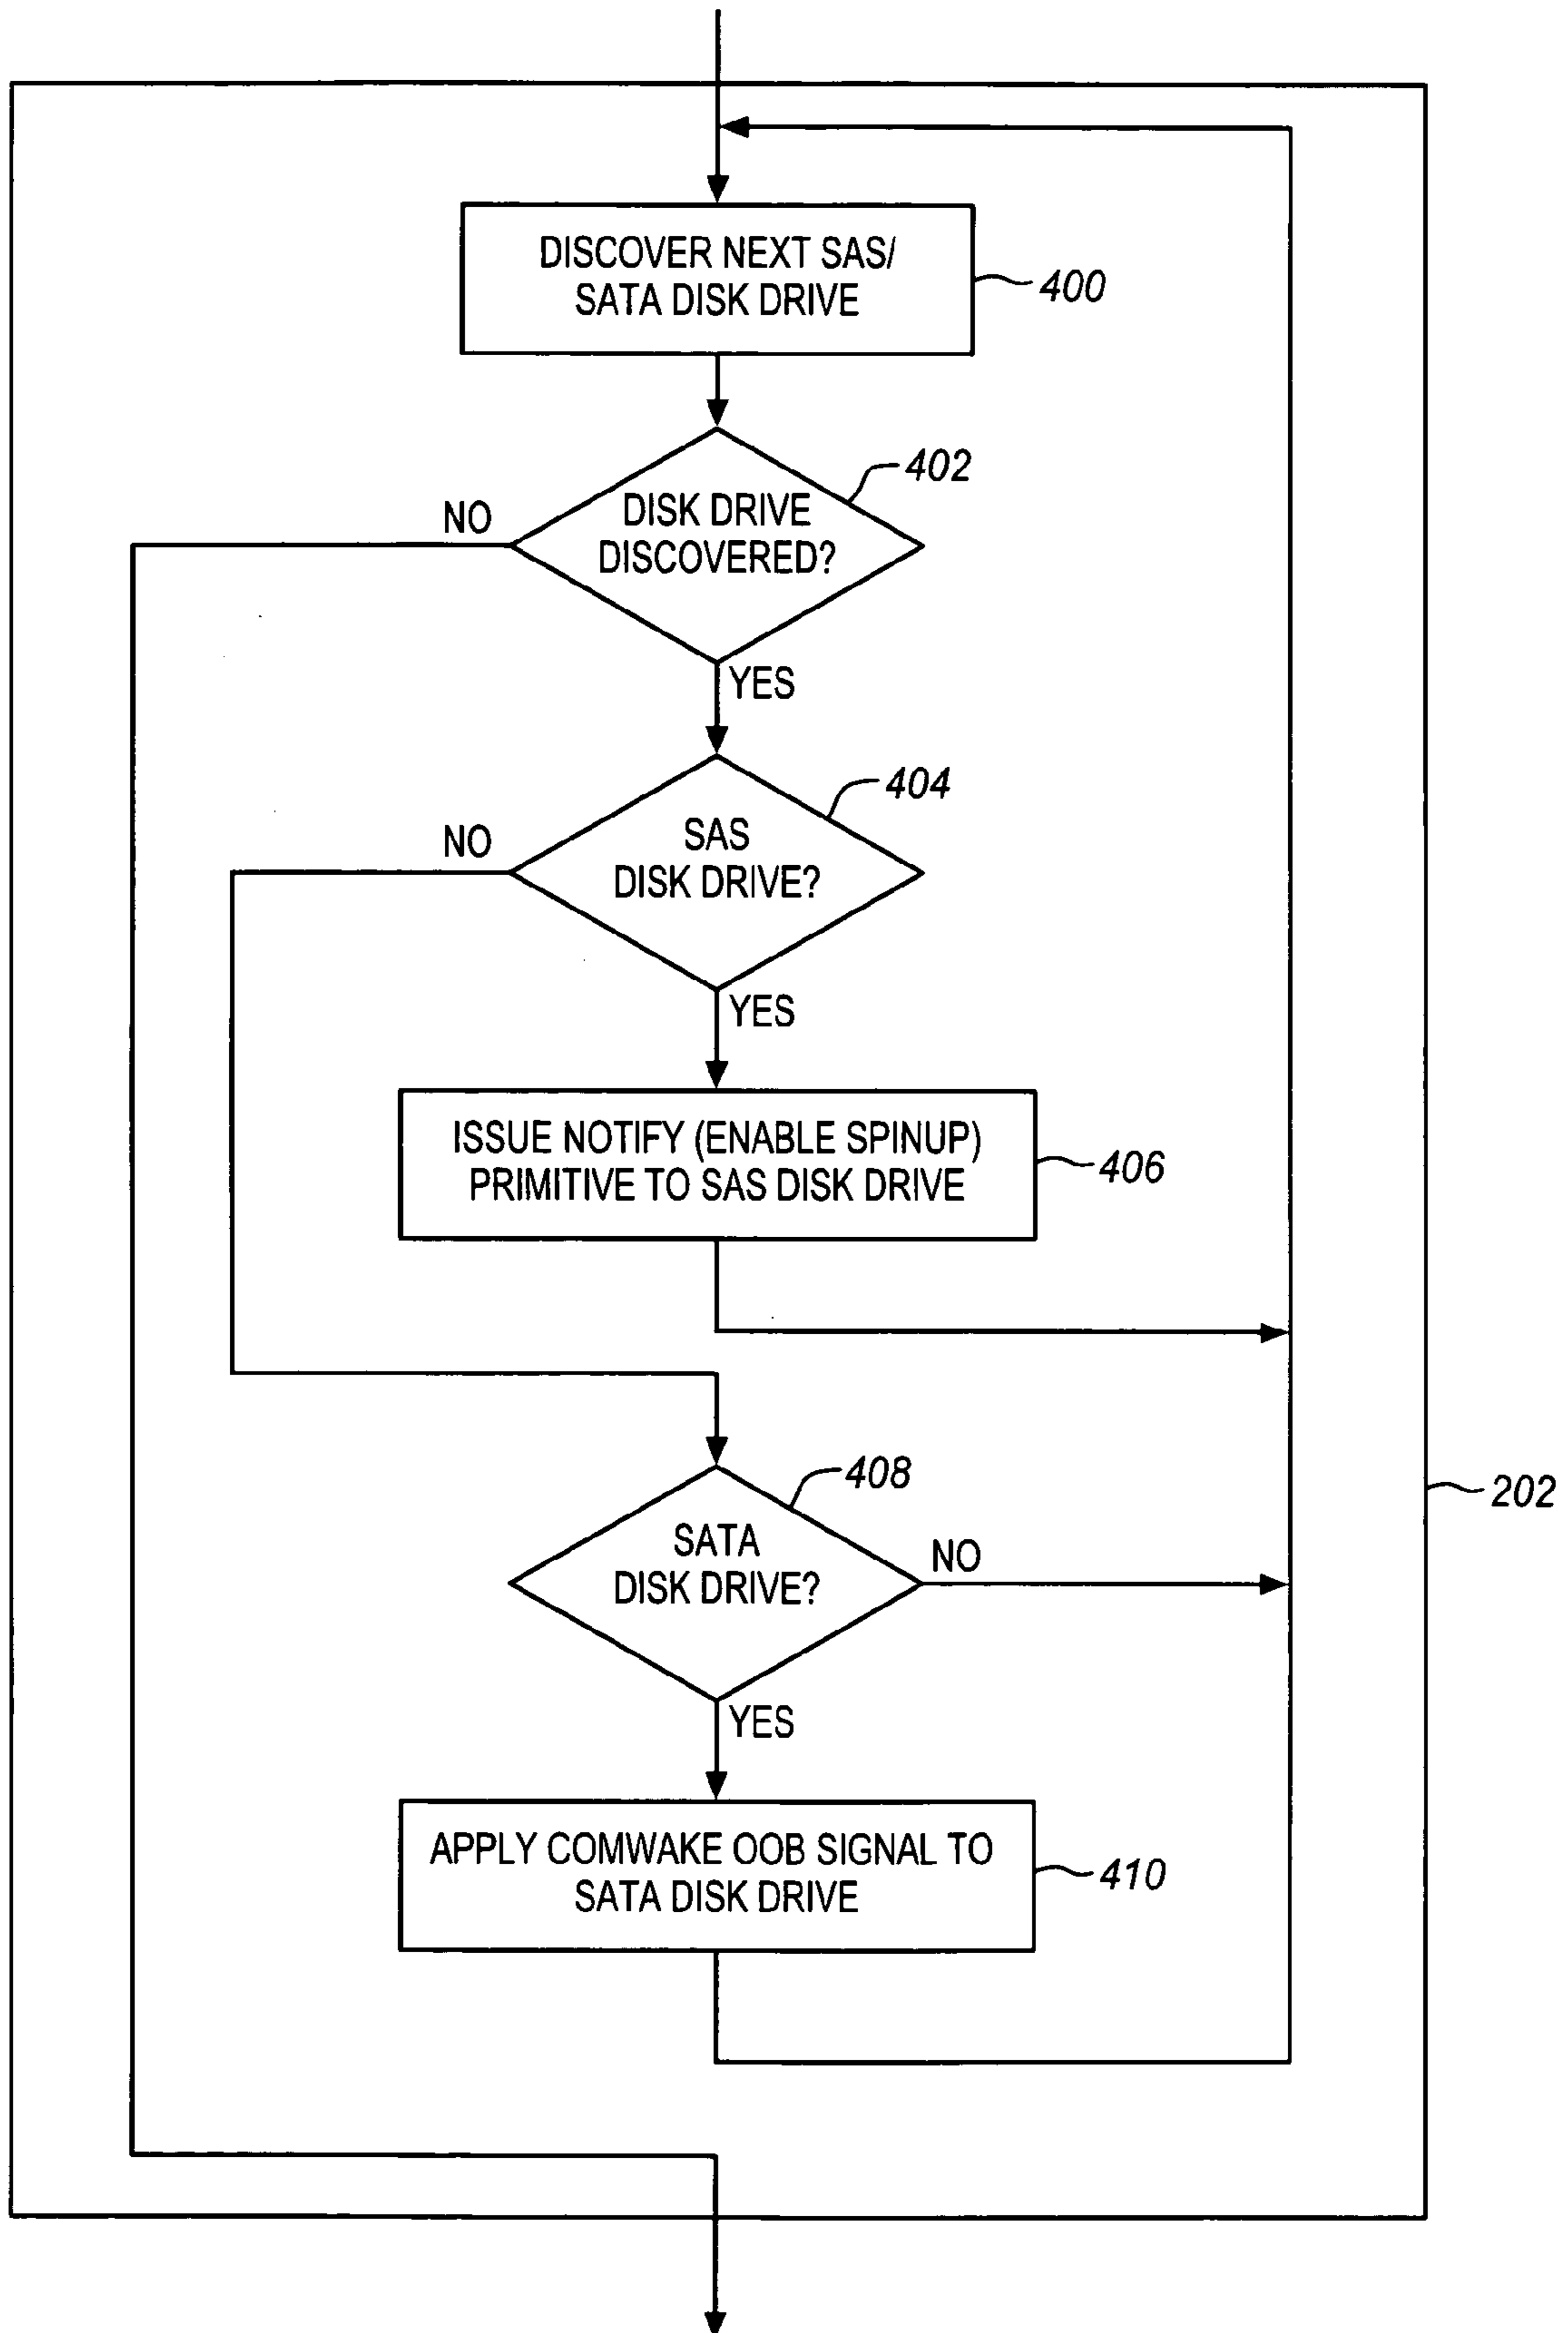 DISCOVER NEXT SAS/
SATA DISK DRIVE
400
402
DISK DRIVE
DISCOVERED?
NO
YES
404
SAS
DISK DRIVE?
NO
YES
ISSUE NOTIFY (ENABLE SPINUP)
PRIMITIVE TO SAS DISK DRIVE
406
408
SATA
DISK DRIVE?
NO
YES
202
APPLY COMWAKE OOB SIGNAL TO
SATA DISK DRIVE
410